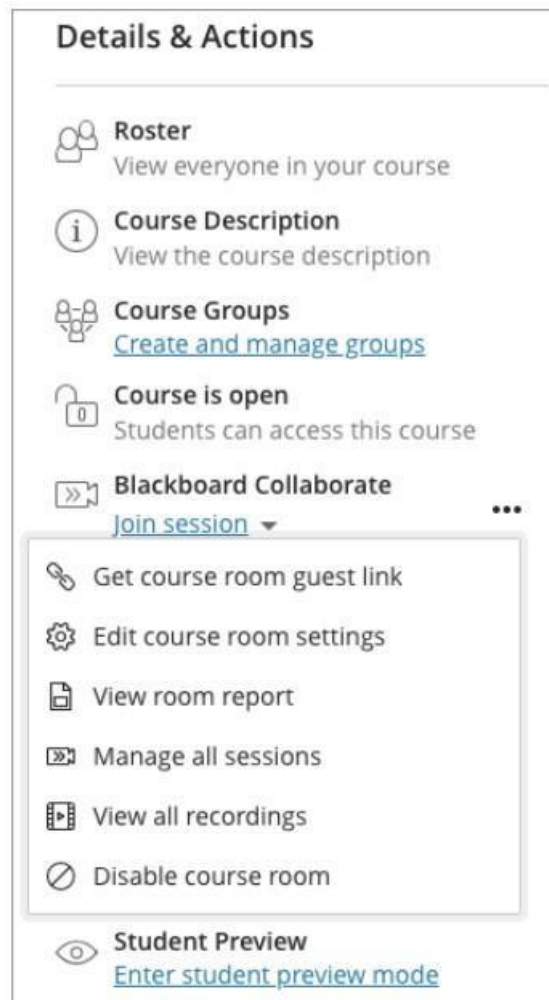 Details & Actions
Roster
View everyone in your course
Course Description
View the course description
Course Groups
Create and manage groups
Course is open
Students can access this course
Blackboard Collaborate
Join session
Get course room guest link
Edit course room settings
View room report
Manage all sessions
View all recordings
Disable course room
Student Preview
Enter student preview mode